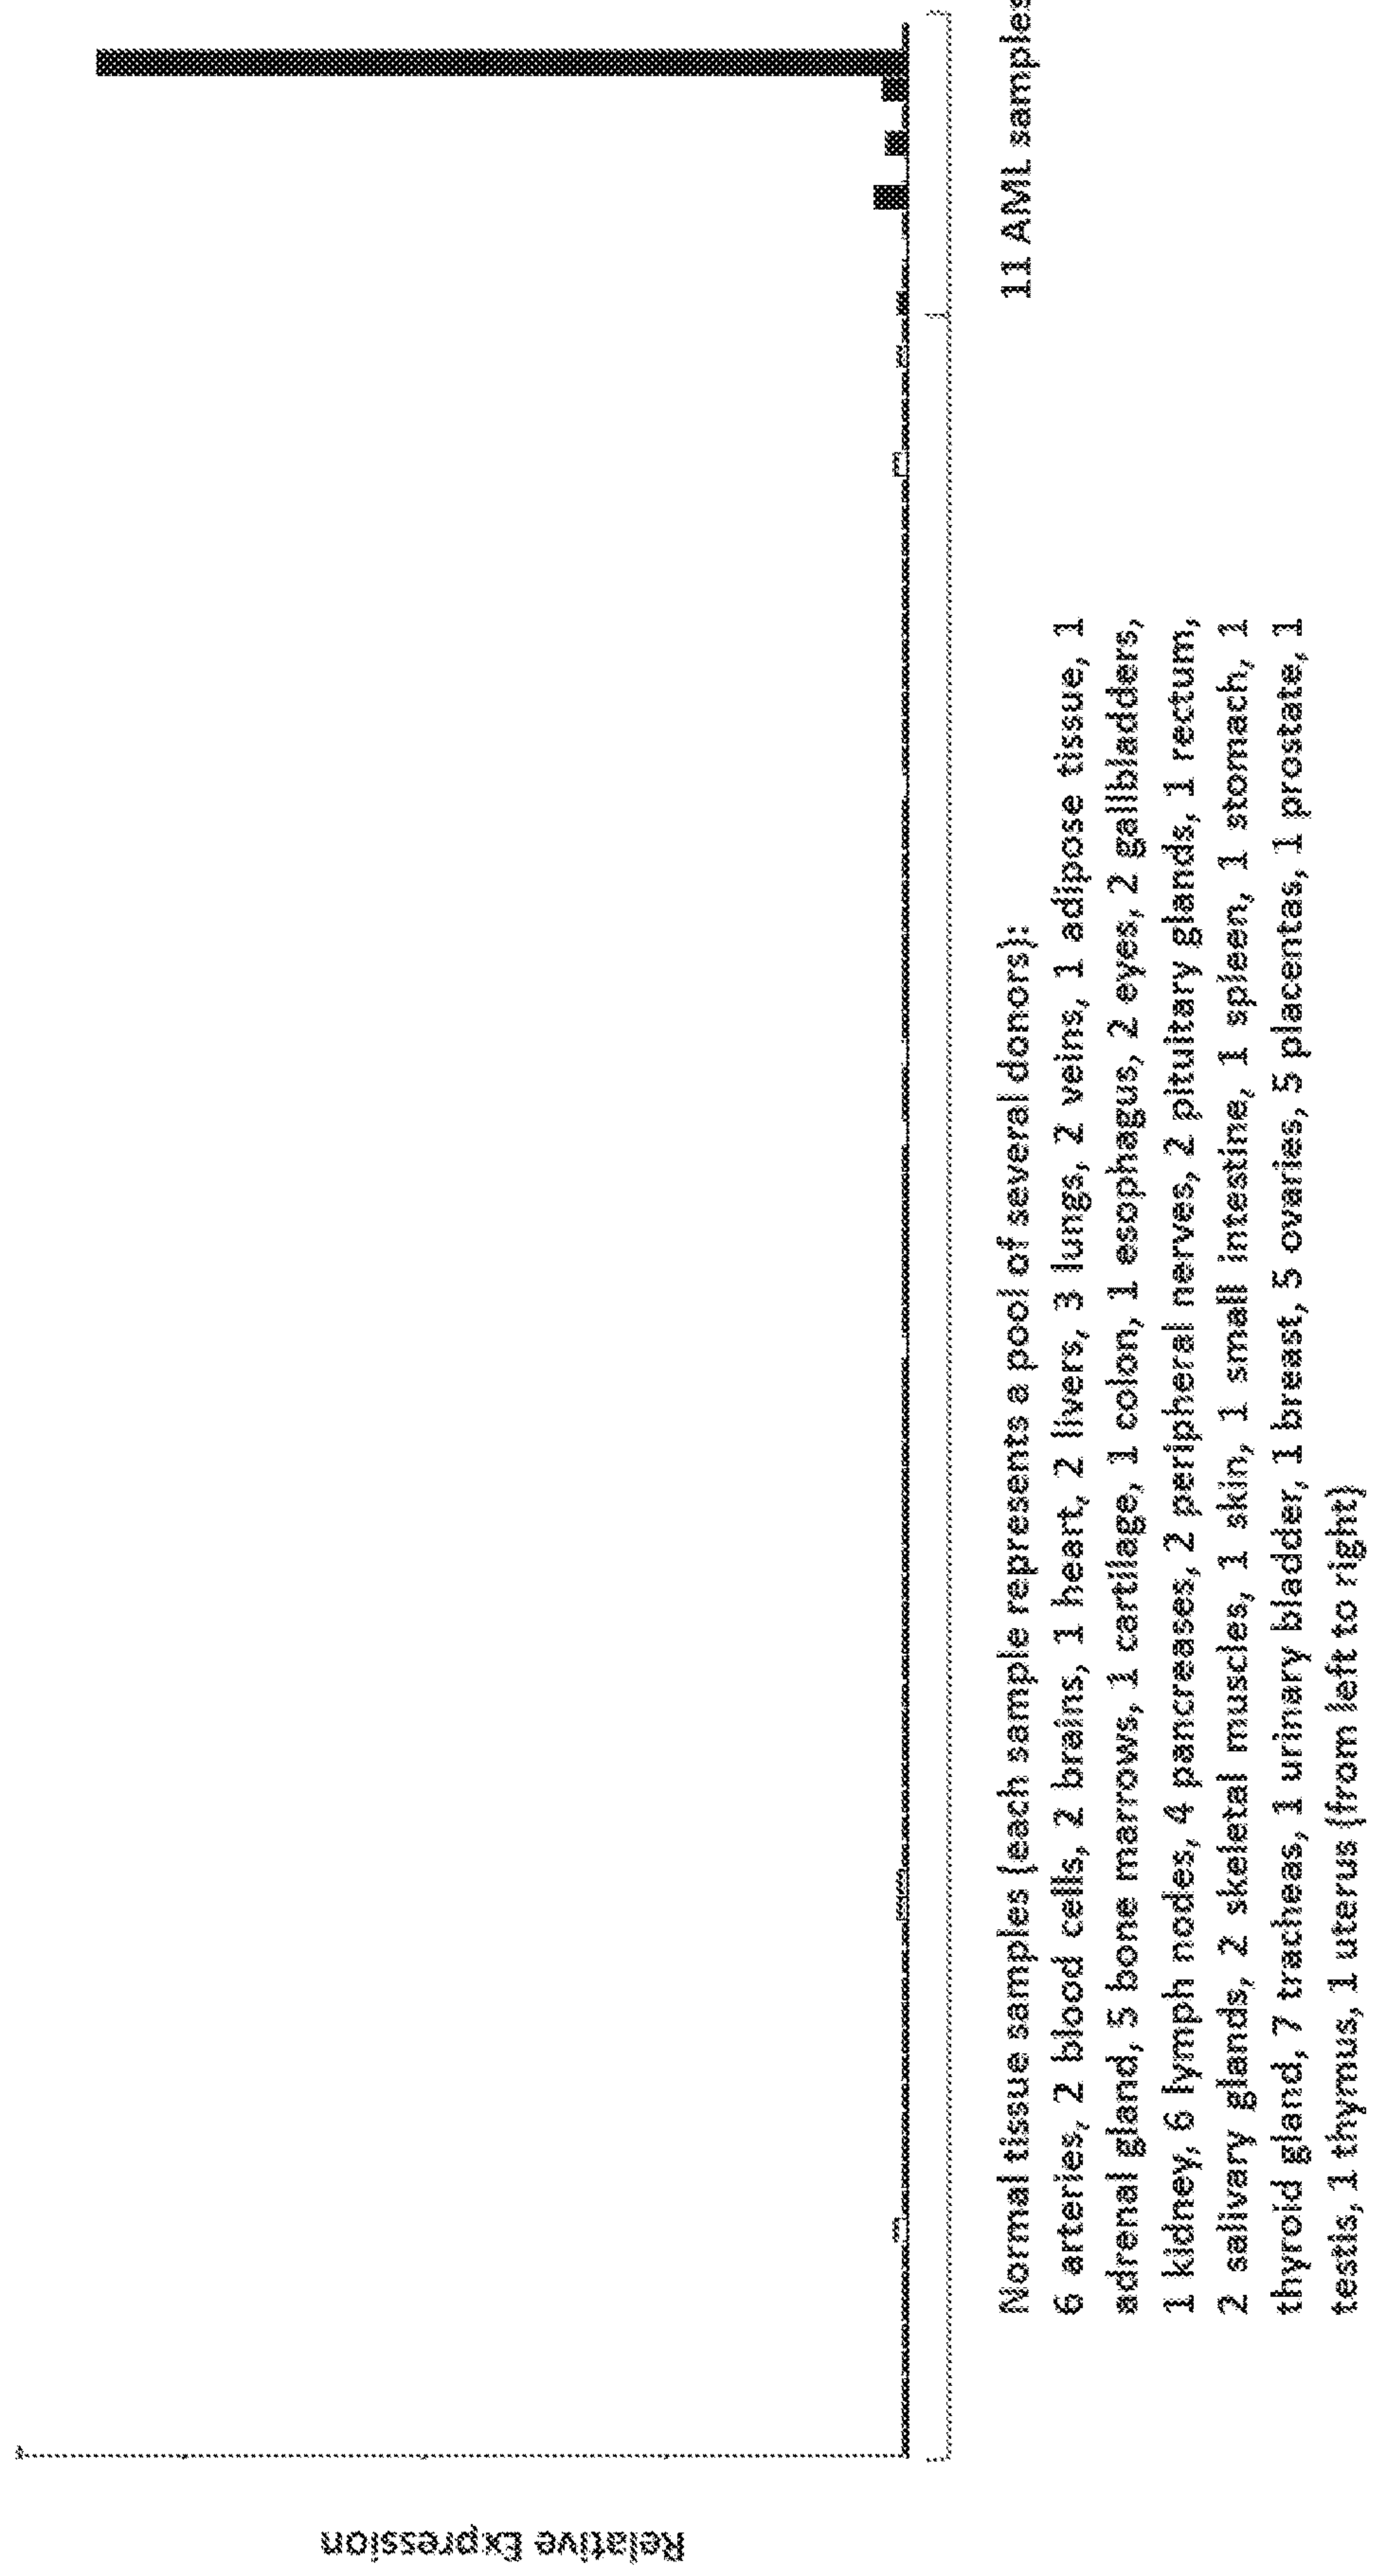 Relative Expression
Normal tissue samples (each sample represents a pool of several donors):
6 arteries, 2 blood cells, 2 brains, 1 heart, 2 livers, 3 lungs, 2 veins, 1 adipose tissue, 1
adrenal gland, 5 bone marrows, 1 cartilage, 1 colon, 1 esophagus, 2 eyes, 2 gallbladders,
1 kidney, 6 lymph nodes, 4 pancreases, 2 peripheral nerves, 2 pituitary glands, 1 rectum,
2 salivary glands, 2 skeletal muscles, 1 skin, 1 small intestine, 1 spleen, 1 stomach, 1
thyroid gland, 7 tracheas, 1 urinary bladder, 1 breast, 5 ovaries, 5 placentas, 1 prostate, 1
testis, 1 thymus, 1 uterus (from left to right)
11 AML samples